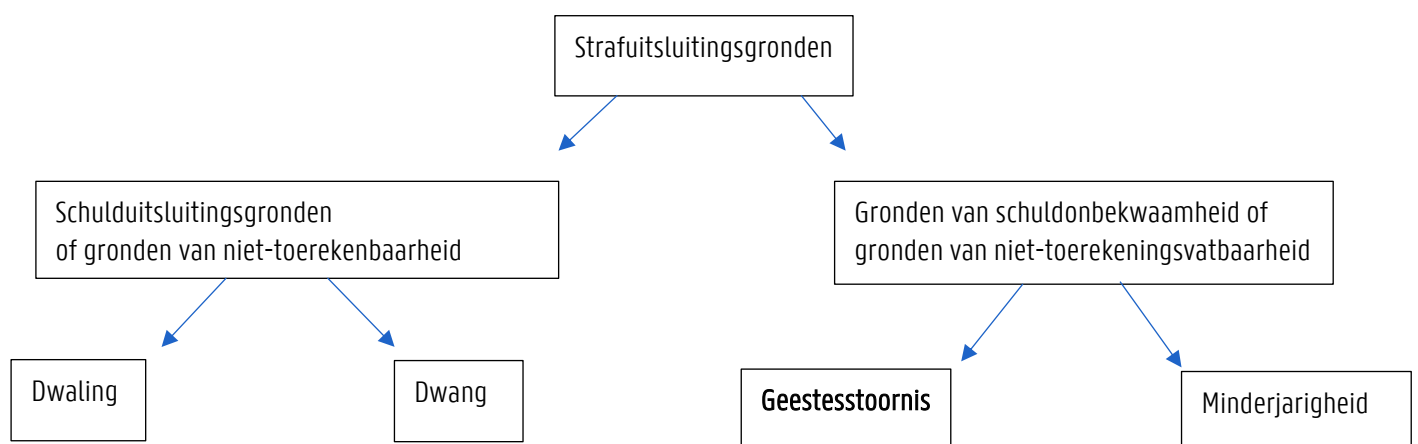 Strafuitsluitingsgronden
Schulduitsluitingsgronden
of gronden van niet-toerekenbaarheid
Gronden van schuldonbekwaamheid of
gronden van niet-toerekeningsvatbaarheid
Dwaling
Dwang
Geestesstoornis
Minderjarigheid